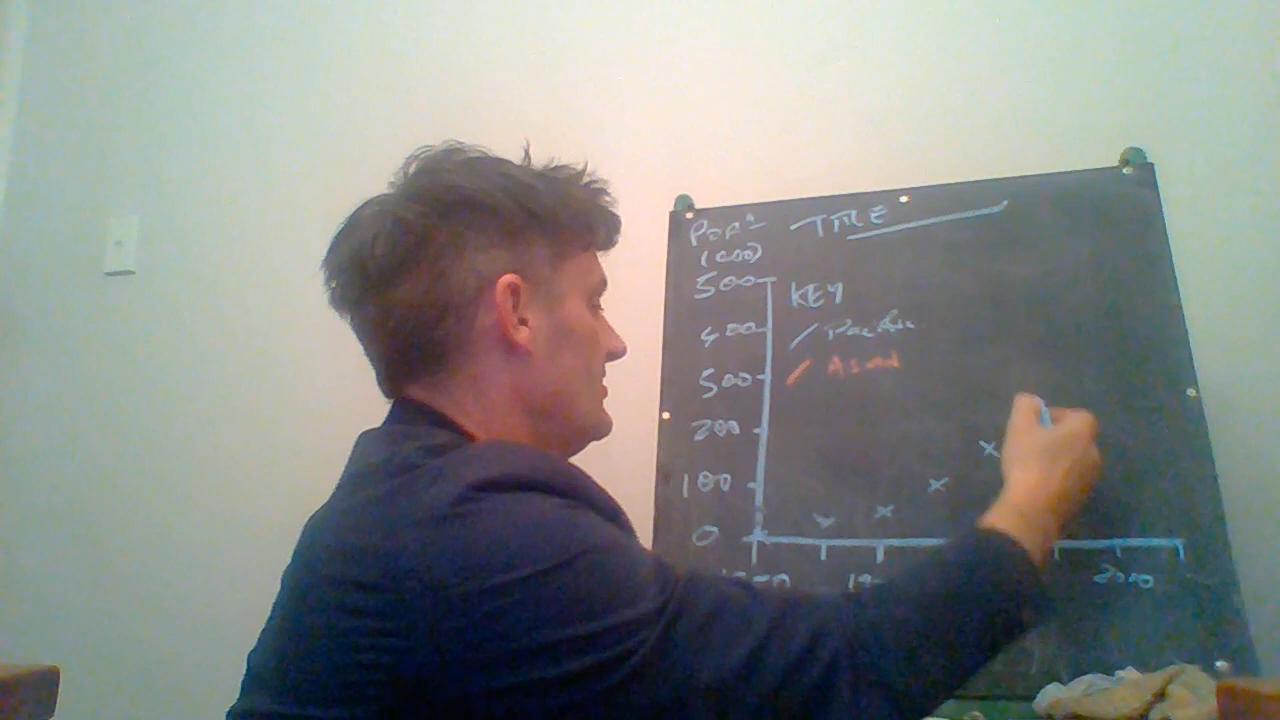 POPⁿ
TITLE
(000)
500
KEY
400
Pacific
500
ASIAN
200
100
0
2010